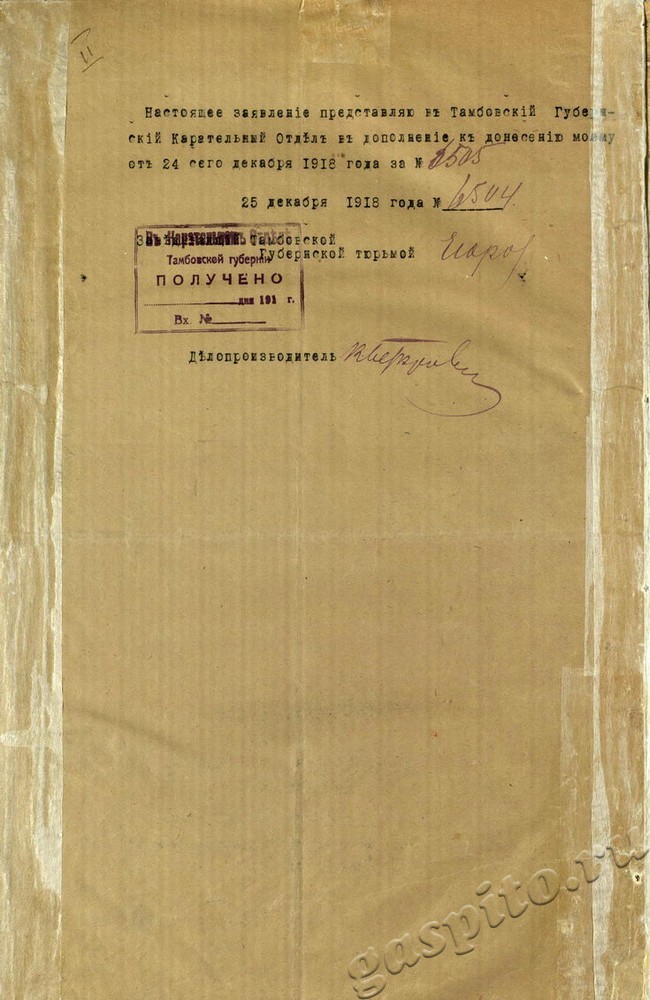 II
Настоящее заявленіе представляю въ Тамбовскій Губерн-
скій Карательный Отдѣлъ въ дополненіе къ донесенію моему
отъ 24 сего декабря 1918 года за №
25 декабря 1918 года № 6504.
Тамбовской
Губернской тюрьмой
Тамбовской губерніи
ПОЛУЧЕНО
дня 191 г.
Вх. №
Дѣлопроизводитель
gaspito.ru